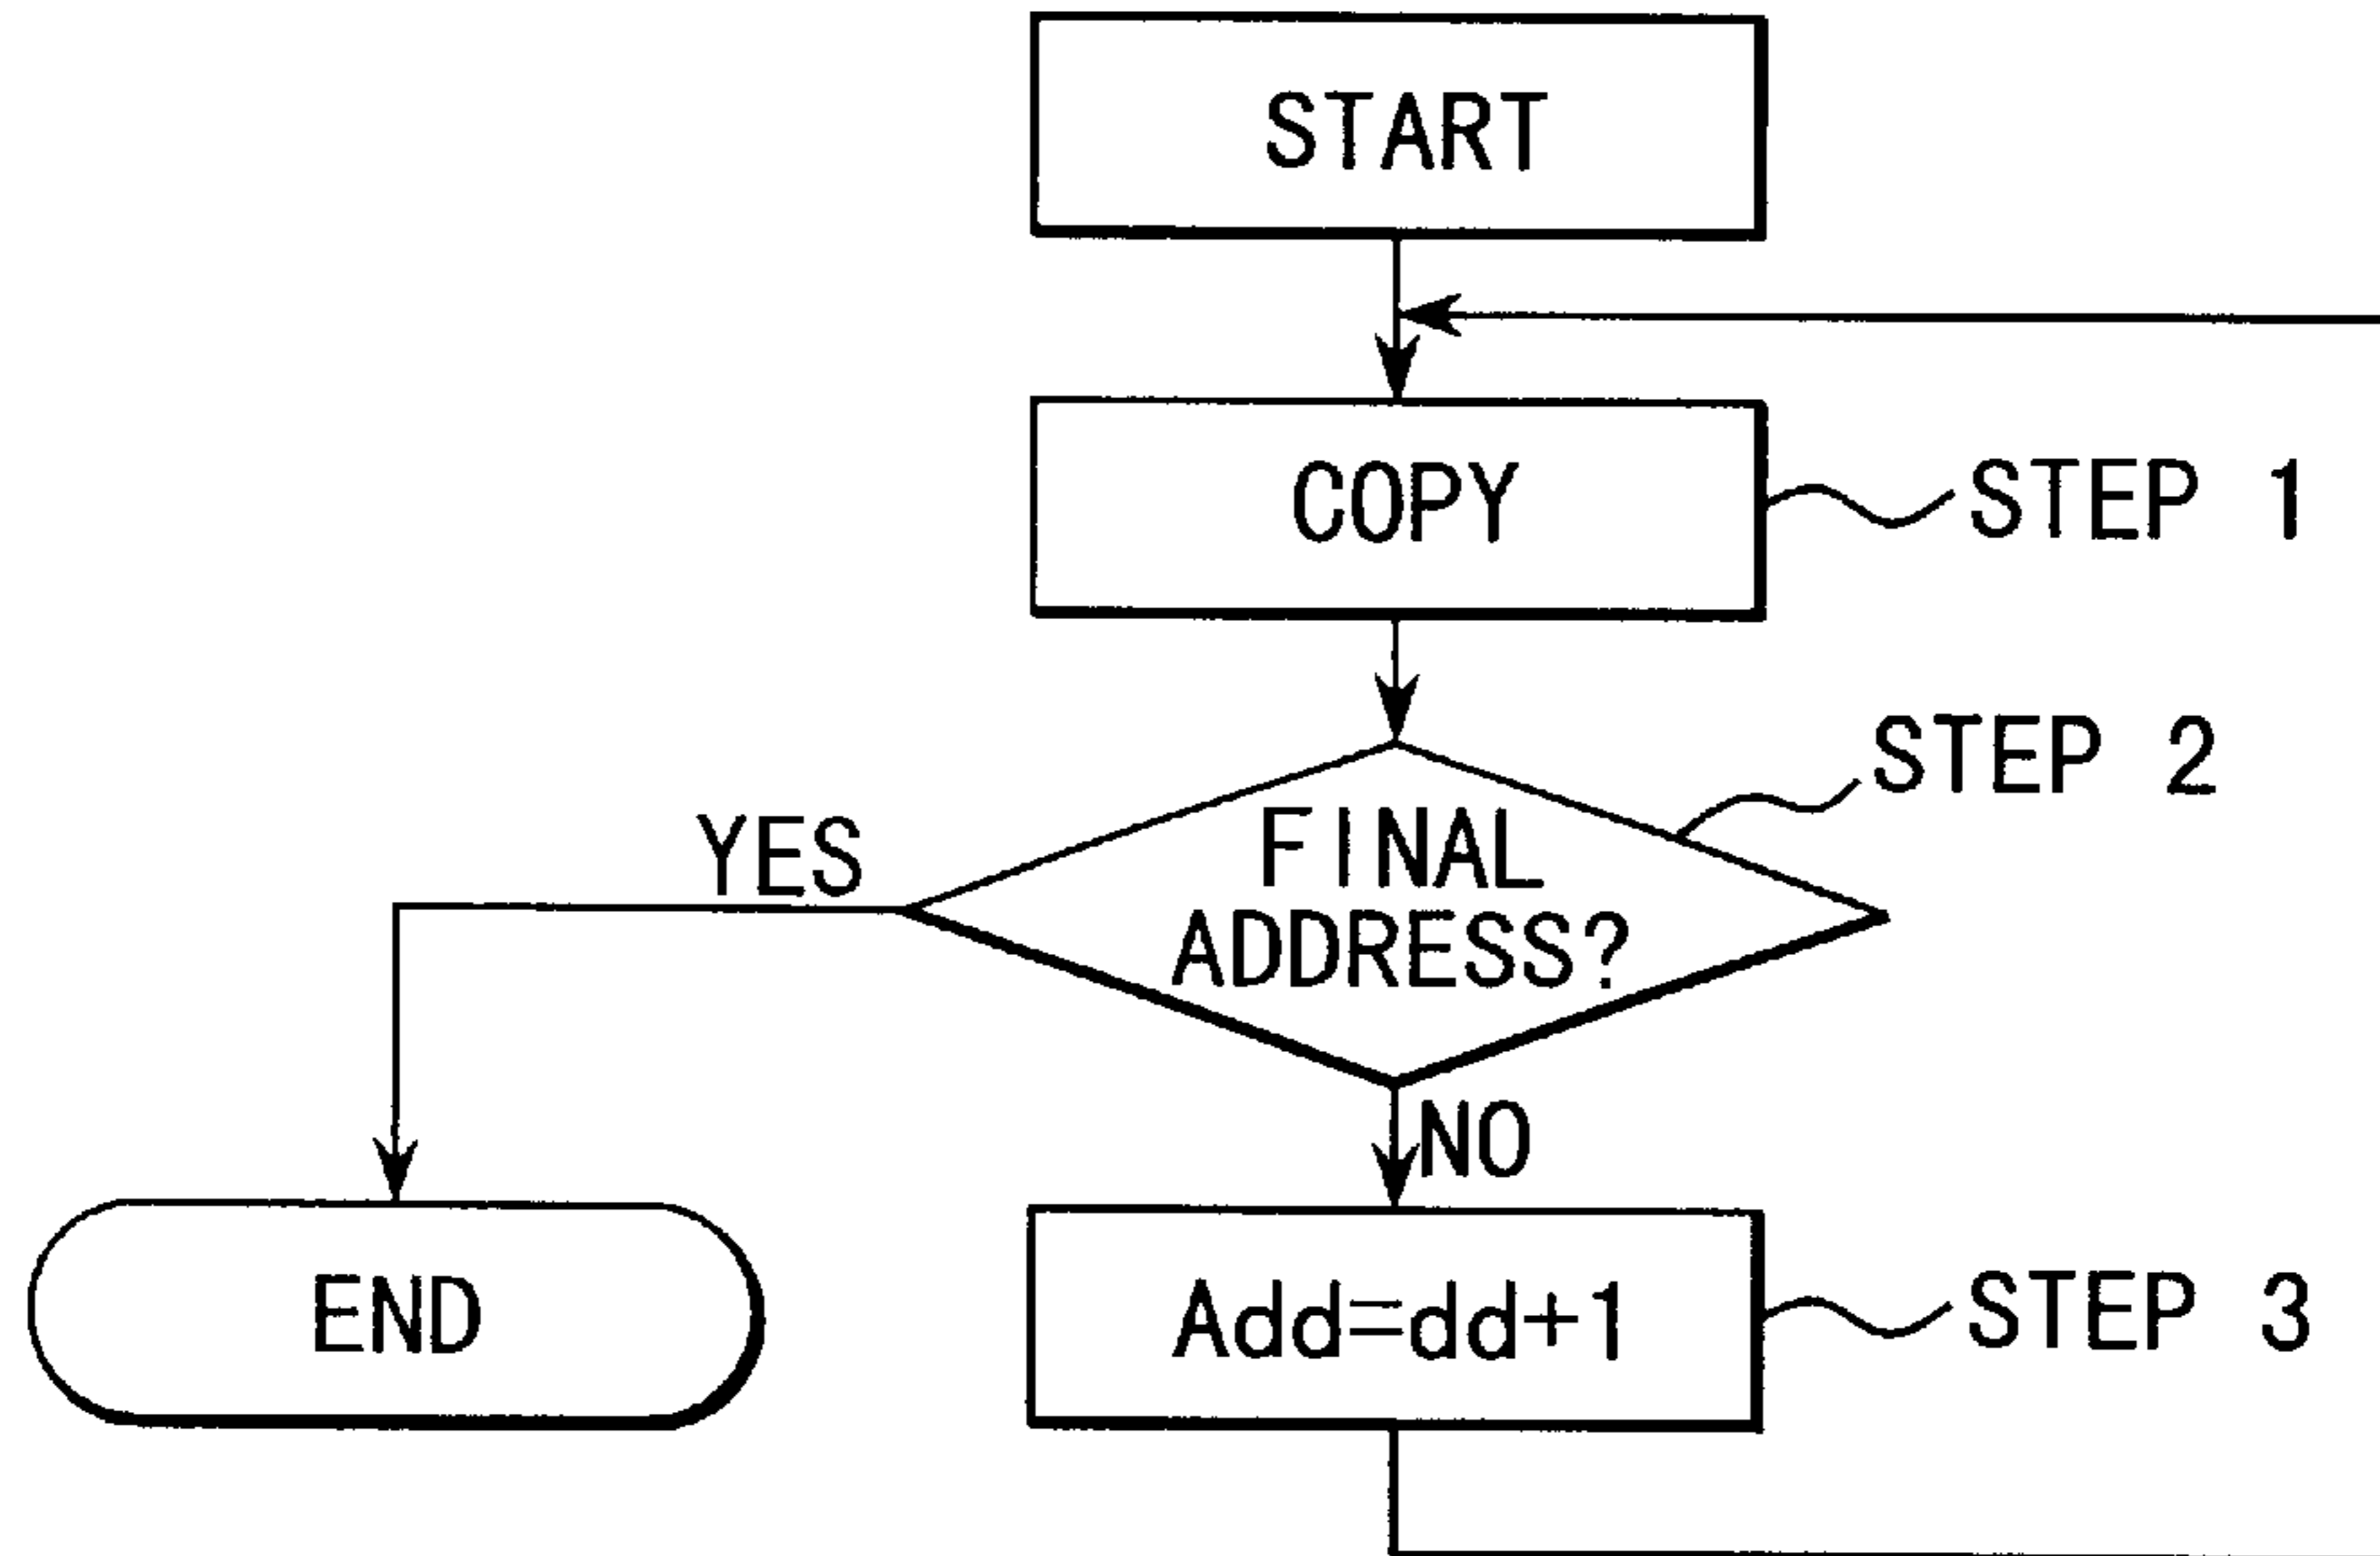 START
COPY
STEP 1
STEP 2
YES
FINAL
ADDRESS?
NO
END
Add=dd+1
STEP 3